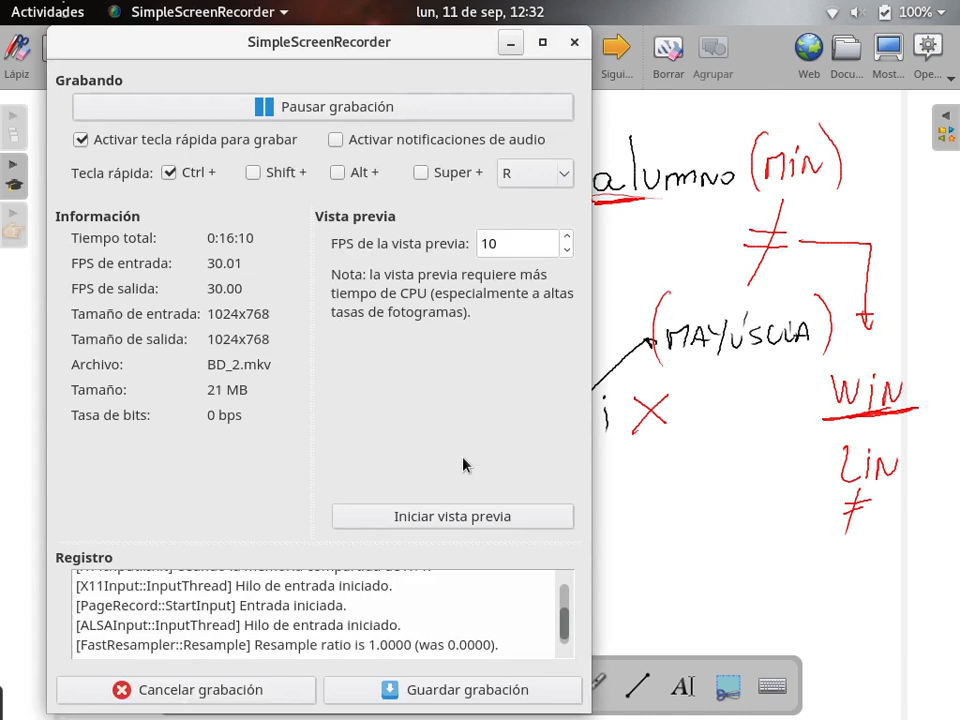 Actividades SimpleScreenRecorder lun, 11 de sep, 12:32 100%
SimpleScreenRecorder
Lápiz Sigui... Borrar Agrupar Web Docu... Most... Ope...
Grabando
Pausar grabación
Activar tecla rápida para grabar Activar notificaciones de audio
Tecla rápida: Ctrl + Shift + Alt + Super + R
Información Vista previa
Tiempo total: 0:16:10
FPS de la vista previa: 10
FPS de entrada: 30.01
FPS de salida: 30.00
Nota: la vista previa requiere más
tiempo de CPU (especialmente a altas
tasas de fotogramas).
Tamaño de entrada: 1024x768
Tamaño de salida: 1024x768
Archivo: BD_2.mkv
Tamaño: 21 MB
Tasa de bits: 0 bps
Iniciar vista previa
Registro
[X11Input::InputThread] Hilo de entrada iniciado.
[PageRecord::StartInput] Entrada iniciada.
[ALSAInput::InputThread] Hilo de entrada iniciado.
[FastResampler::Resample] Resample ratio is 1.0000 (was 0.0000).
Cancelar grabación Guardar grabación
alumno (min)
≠
(MAYÚSCULA)
i X
Win
Lin
≠
A